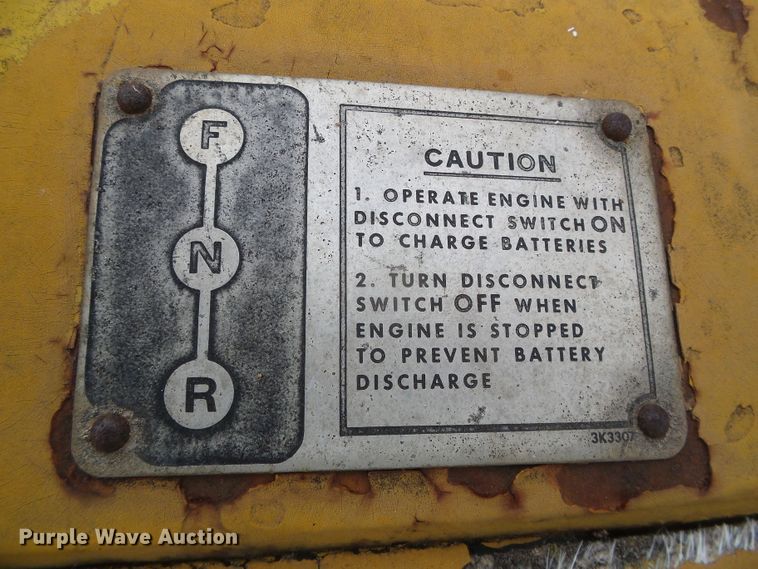 F
N
R
CAUTION
1. OPERATE ENGINE WITH
DISCONNECT SWITCH ON
TO CHARGE BATTERIES
2. TURN DISCONNECT
SWITCH OFF WHEN
ENGINE IS STOPPED
TO PREVENT BATTERY
DISCHARGE
3K3307
Purple Wave Auction